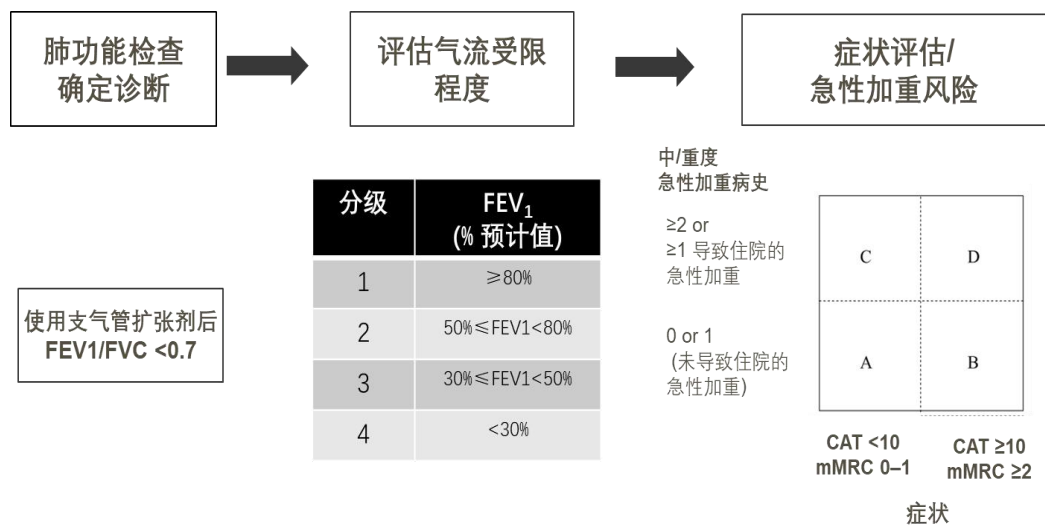 肺功能检查
确定诊断
评估气流受限
程度
症状评估/
急性加重风险
使用支气管扩张剂后
FEV1/FVC <0.7
分级 FEV₁
(% 预计值)
1 ≥80%
2 50%≤FEV1<80%
3 30%≤FEV1<50%
4 <30%
中/重度
急性加重病史
≥2 or
≥1 导致住院的
急性加重
0 or 1
(未导致住院的
急性加重)
C D
A B
CAT <10 CAT ≥10
mMRC 0–1 mMRC ≥2
症状